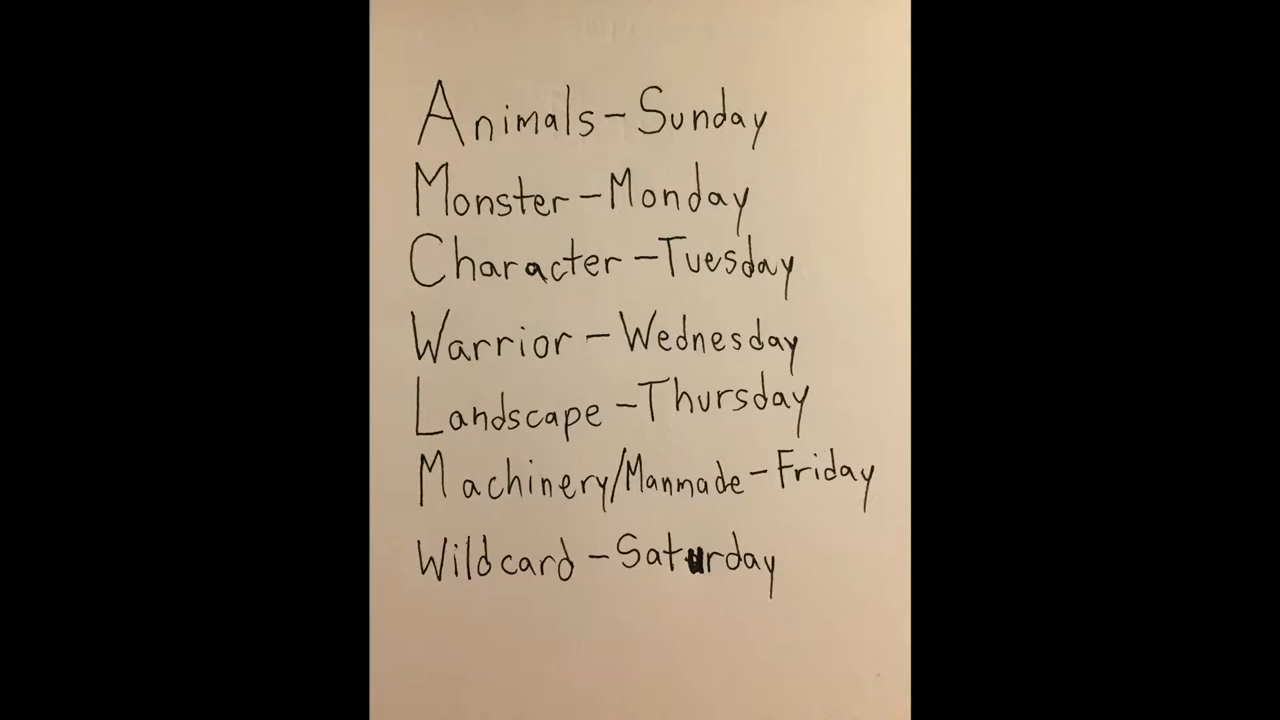 Animals - Sunday
Monster - Monday
Character - Tuesday
Warrior - Wednesday
Landscape - Thursday
Machinery/Manmade - Friday
Wildcard - Saturday